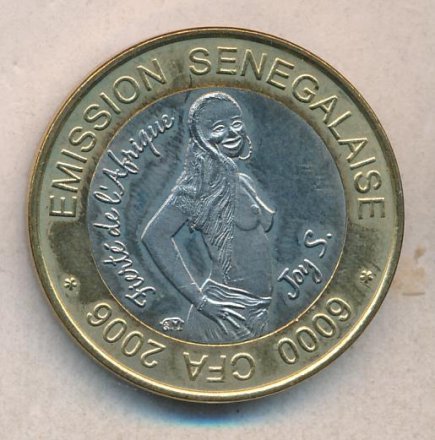 * EMISSION SENEGALAISE *
6000 CFA 2006
Fierté de l'Afrique
Joy S.